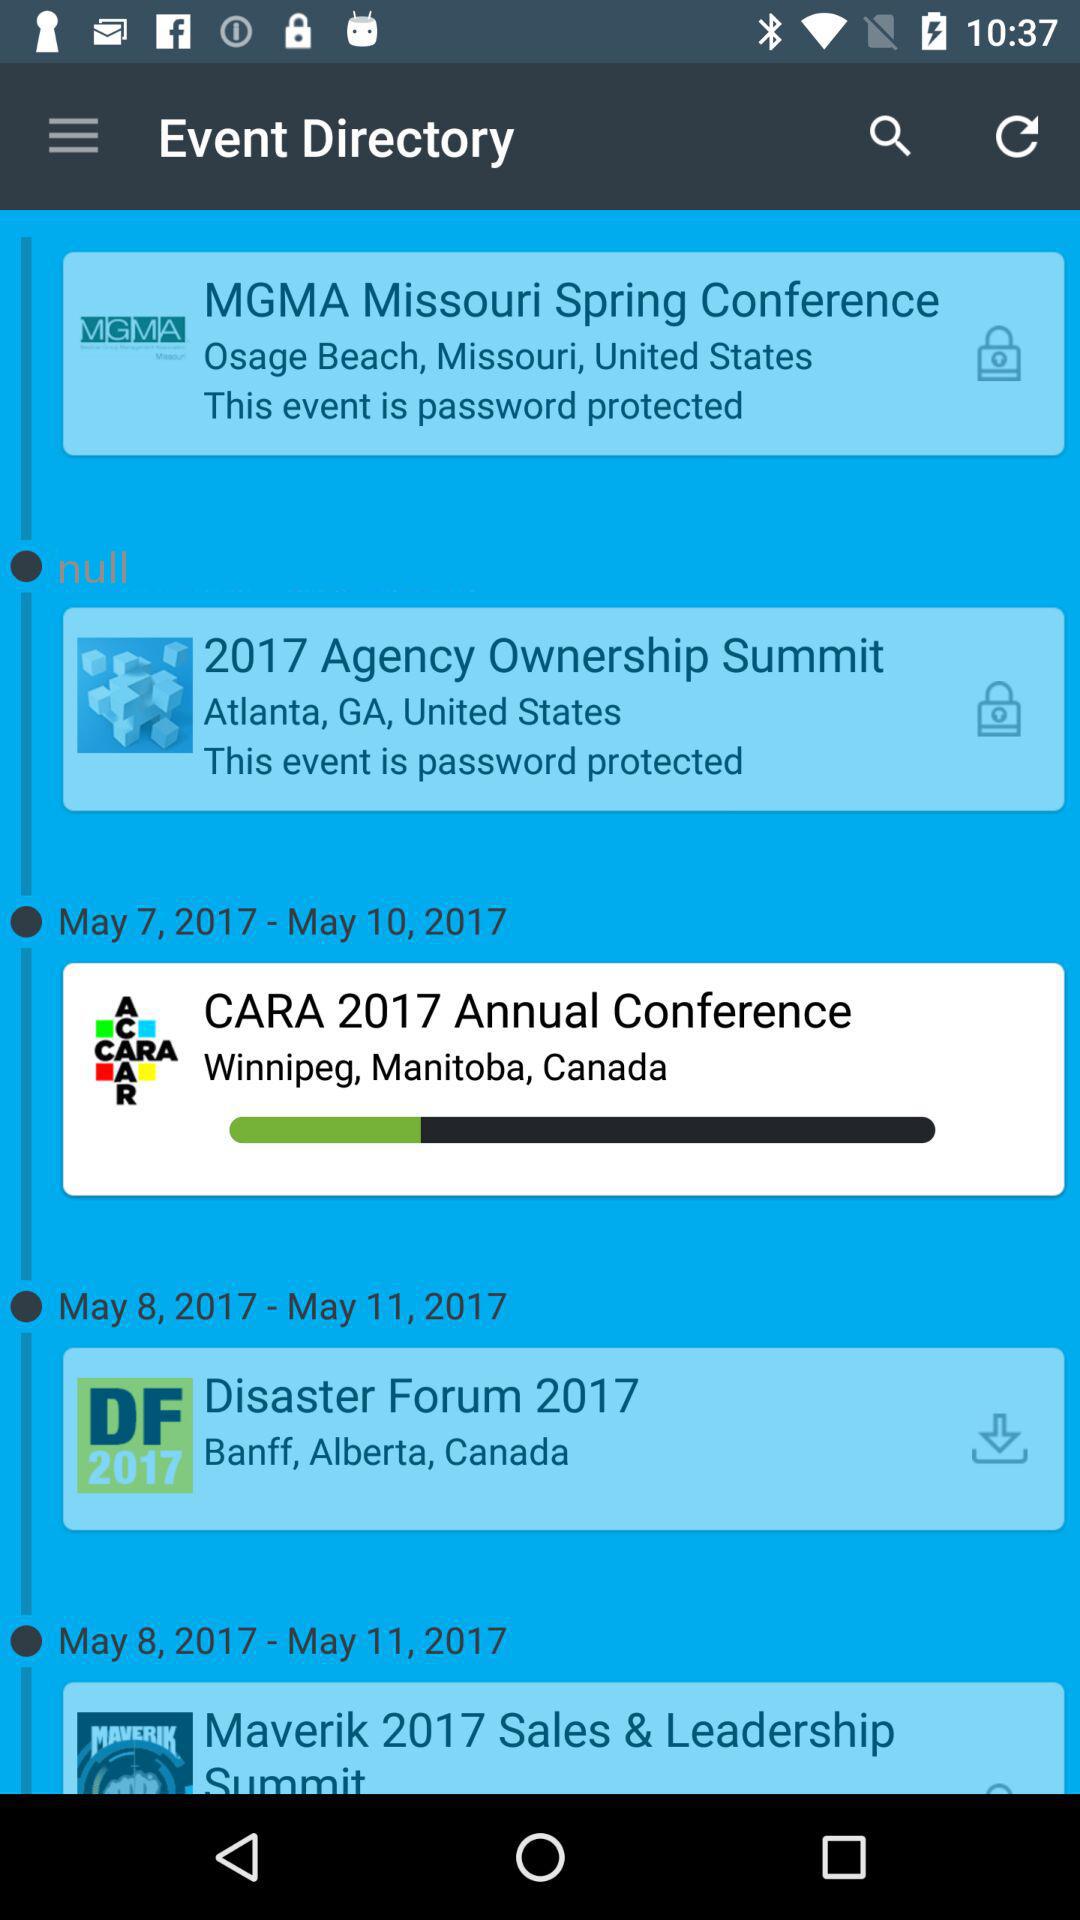 10:37
Event Directory
MGMA Missouri Spring Conference
MGMA
Missouri
Osage Beach, Missouri, United States
This event is password protected
null
2017 Agency Ownership Summit
Atlanta, GA, United States
This event is password protected
May 7, 2017 - May 10, 2017
CARA 2017 Annual Conference
A
C
CARA
A
R
Winnipeg, Manitoba, Canada
May 8, 2017 - May 11, 2017
Disaster Forum 2017
DF
2017
Banff, Alberta, Canada
May 8, 2017 - May 11, 2017
Maverik 2017 Sales & Leadership
MAVERIK
Summit